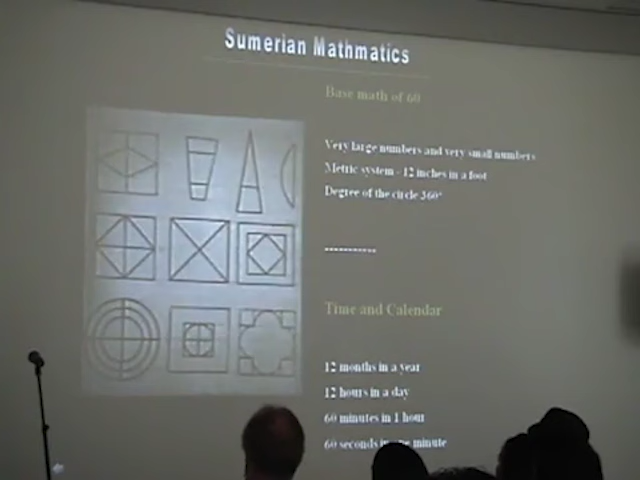 Sumerian Mathmatics
Base math of 60
Very large numbers and very small numbers
Metric system - 12 inches in a foot
Degree of the circle 360°
-----------
Time and Calendar
12 months in a year
12 hours in a day
60 minutes in 1 hour
60 seconds in one minute